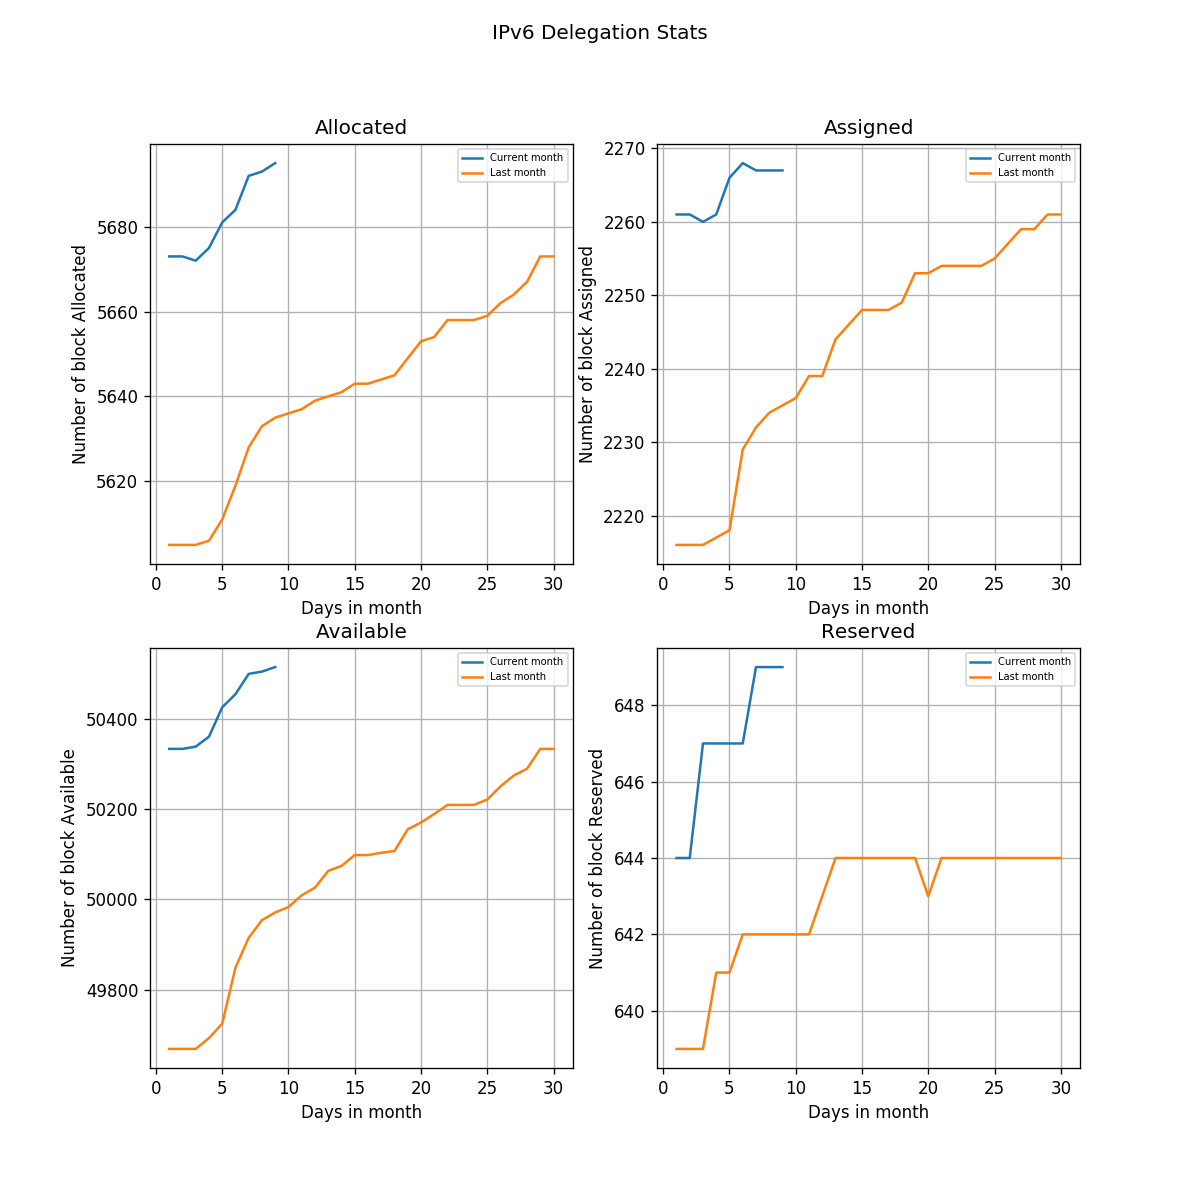 IPv6 Delegation Stats
Allocated
Number of block Allocated
5680
5660
5640
5620
0 5 10 15 20 25 30
Days in month
Current month
Last month
Assigned
Number of block Assigned
2270
2260
2250
2240
2230
2220
0 5 10 15 20 25 30
Days in month
Current month
Last month
Available
Number of block Available
50400
50200
50000
49800
0 5 10 15 20 25 30
Days in month
Current month
Last month
Reserved
Number of block Reserved
648
646
644
642
640
0 5 10 15 20 25 30
Days in month
Current month
Last month